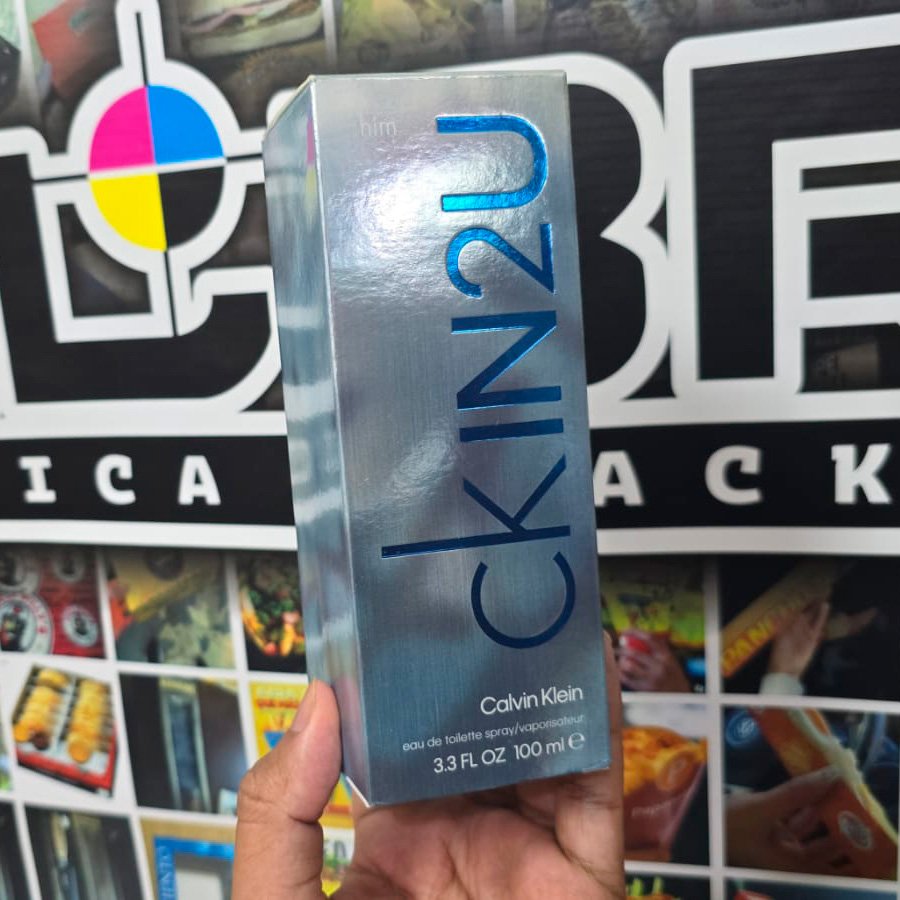 him
CKIN2U
Calvin Klein
eau de toilette spray/vaporisateur
3.3 FL OZ 100 ml ℮
ICA
ACK